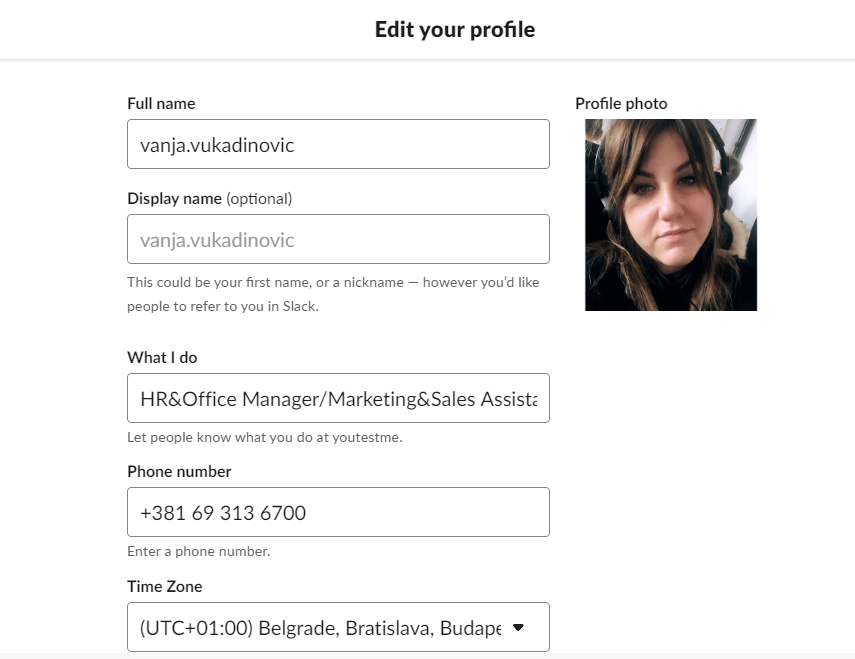 Edit your profile
Full name
Profile photo
vanja.vukadinovic
Display name (optional)
vanja.vukadinovic
This could be your first name, or a nickname — however you’d like
people to refer to you in Slack.
What I do
HR&Office Manager/Marketing&Sales Assista
Let people know what you do at youtestme.
Phone number
+381 69 313 6700
Enter a phone number.
Time Zone
(UTC+01:00) Belgrade, Bratislava, Budape